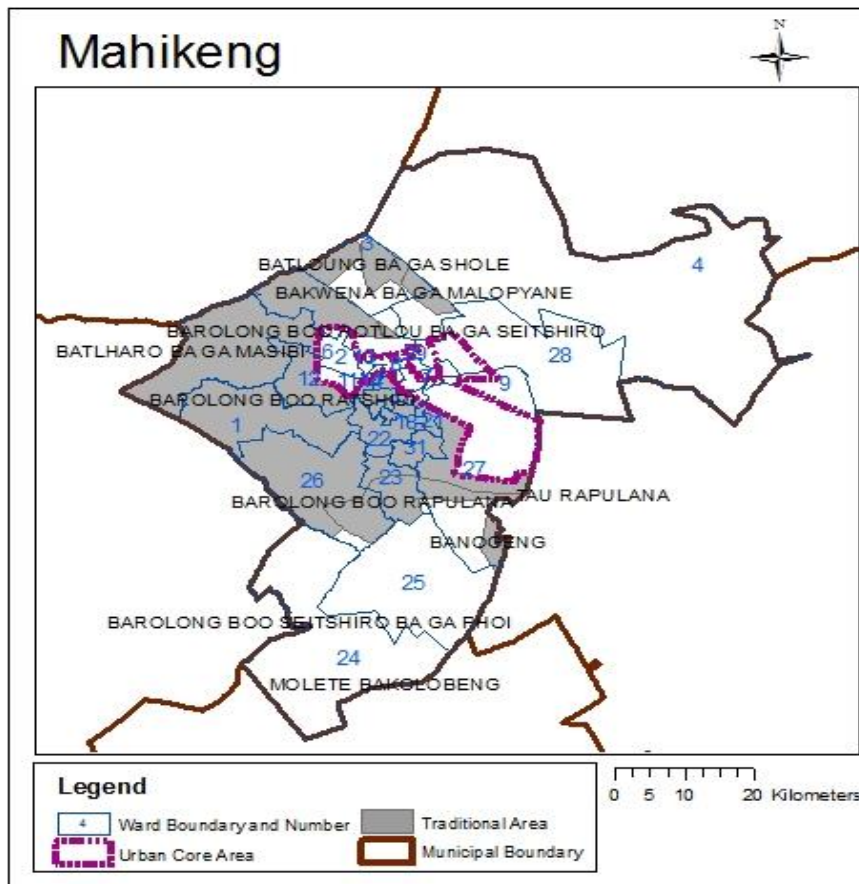 Mahikeng
N
3
BATLOUNG BA GA SHOLE
4
BAKWENA BA GA MALOPYANE
BAROLONG BOO ROTLOU BA GA SEITSHIRO
BATLHARO BA GA MASIBI
6
2
28
12
9
BAROLONG BOO RATSHIDI
1
22
31
27
26
23
TAU RAPULANA
BAROLONG BOO RAPULANA
BANOGENG
25
BAROLONG BOO SEITSHIRO BA GA PHOI
24
MOLETE BAKOLOBENG
Legend
4 Ward Boundary and Number
Traditional Area
Urban Core Area
Municipal Boundary
0 5 10 20 Kilometers